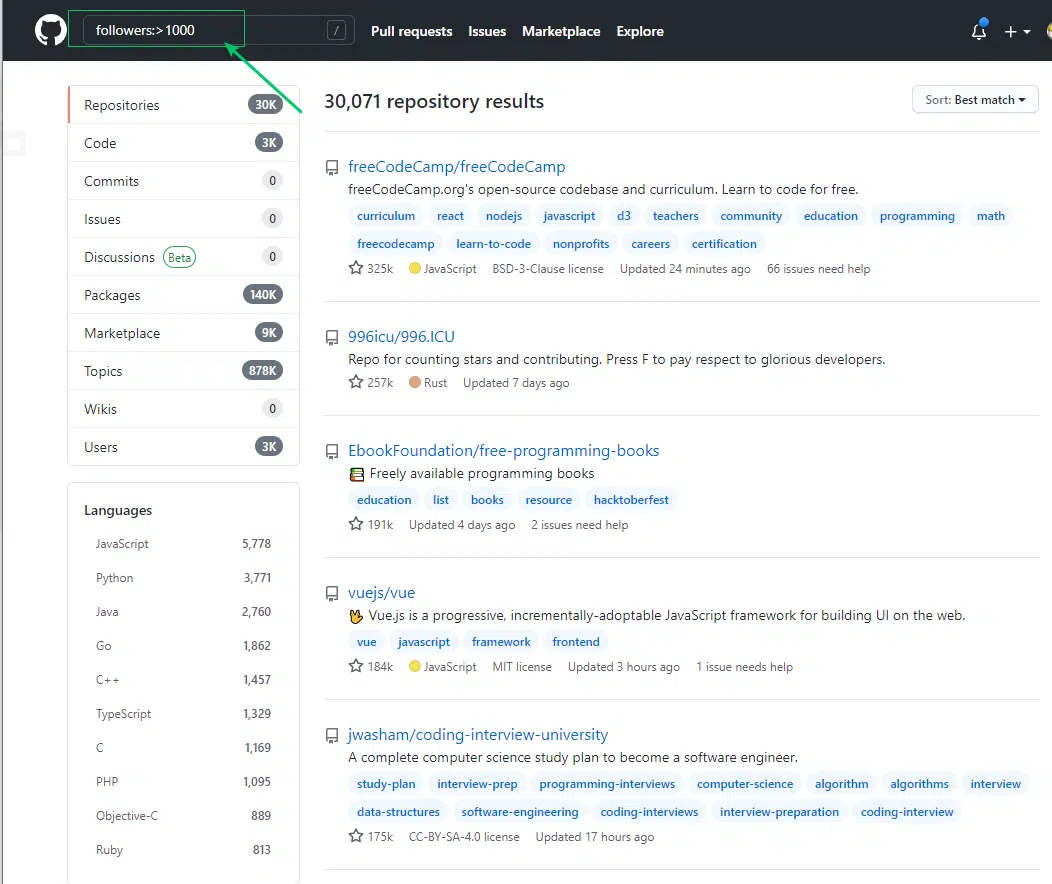 followers:>1000
/
Pull requests Issues Marketplace Explore
Repositories 30K
Code 3K
Commits 0
Issues 0
Discussions Beta 0
Packages 140K
Marketplace 9K
Topics 878K
Wikis 0
Users 3K
Languages
JavaScript 5,778
Python 3,771
Java 2,760
Go 1,862
C++ 1,457
TypeScript 1,329
C 1,169
PHP 1,095
Objective-C 889
Ruby 813
30,071 repository results
Sort: Best match
freeCodeCamp/freeCodeCamp
freeCodeCamp.org's open-source codebase and curriculum. Learn to code for free.
curriculum react nodejs javascript d3 teachers community education programming math
freecodecamp learn-to-code nonprofits careers certification
325k JavaScript BSD-3-Clause license Updated 24 minutes ago 66 issues need help
996icu/996.ICU
Repo for counting stars and contributing. Press F to pay respect to glorious developers.
257k Rust Updated 7 days ago
EbookFoundation/free-programming-books
Freely available programming books
education list books resource hacktoberfest
191k Updated 4 days ago 2 issues need help
vuejs/vue
Vue.js is a progressive, incrementally-adoptable JavaScript framework for building UI on the web.
vue javascript framework frontend
184k JavaScript MIT license Updated 3 hours ago 1 issue needs help
jwasham/coding-interview-university
A complete computer science study plan to become a software engineer.
study-plan interview-prep programming-interviews computer-science algorithm algorithms interview
data-structures software-engineering coding-interviews interview-preparation coding-interview
175k CC-BY-SA-4.0 license Updated 17 hours ago